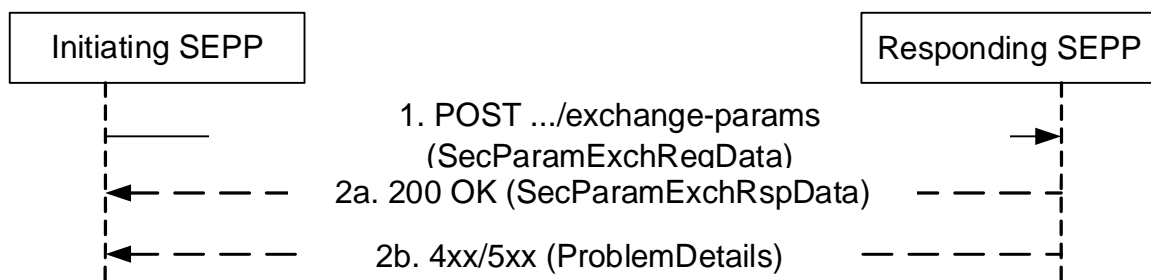 Initiating SEPP
Responding SEPP
1. POST .../exchange-params
(SecParamExchReqData)
2a. 200 OK (SecParamExchRspData)
2b. 4xx/5xx (ProblemDetails)